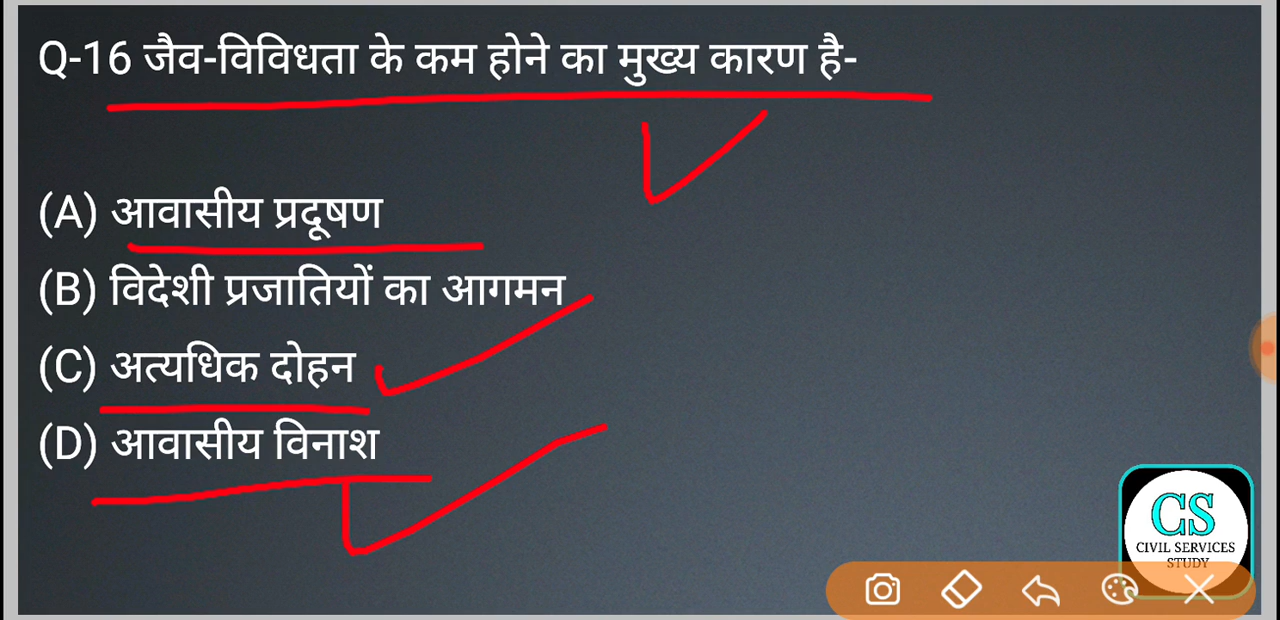 Q-16 जैव-विविधता के कम होने का मुख्य कारण है-
(A) आवासीय प्रदूषण
(B) विदेशी प्रजातियों का आगमन
(C) अत्यधिक दोहन
(D) आवासीय विनाश
CS
CIVIL SERVICES
STUDY